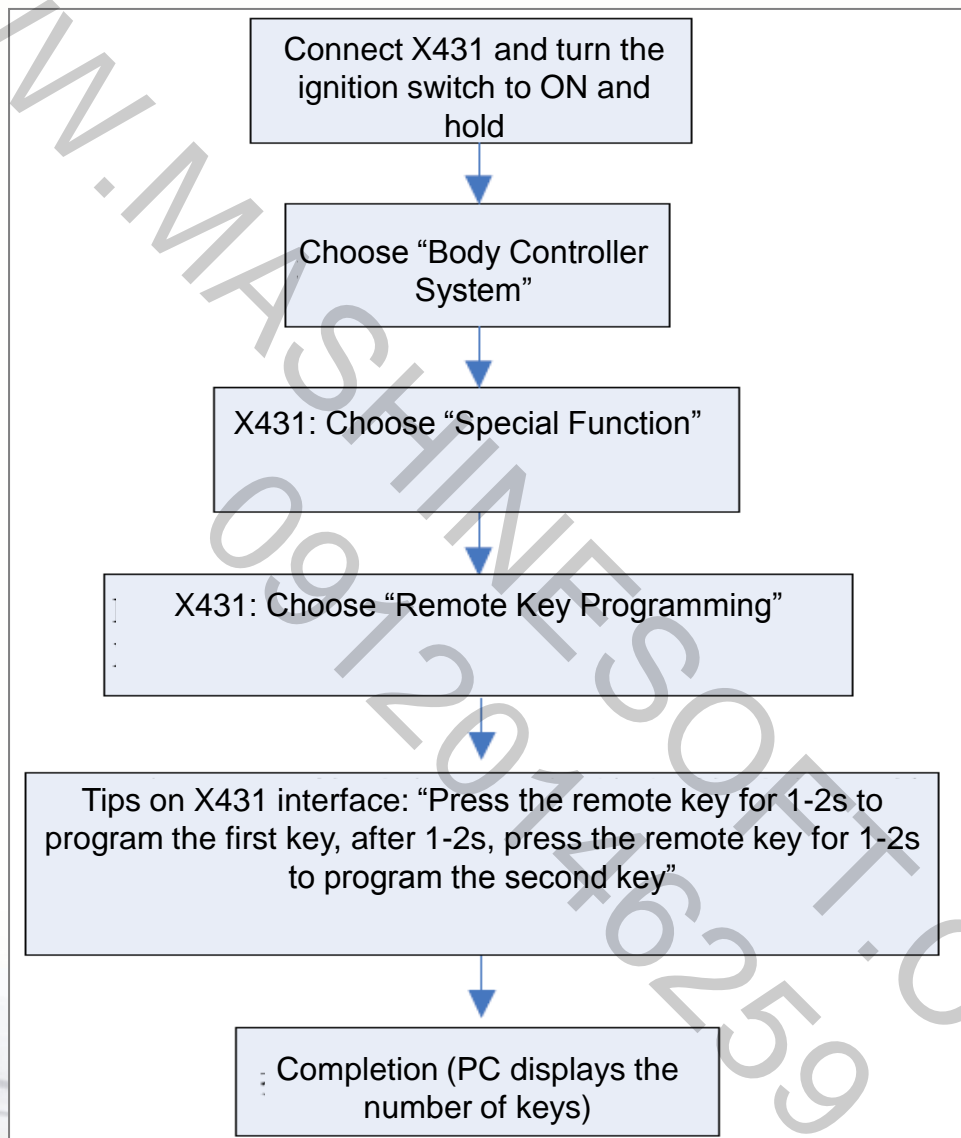 Connect X431 and turn the
ignition switch to ON and
hold
Choose “Body Controller
System”
X431: Choose “Special Function”
X431: Choose “Remote Key Programming”
Tips on X431 interface: “Press the remote key for 1-2s to
program the first key, after 1-2s, press the remote key for 1-2s
to program the second key”
Completion (PC displays the
number of keys)
WW.MASHINESOFT.C
09120146259